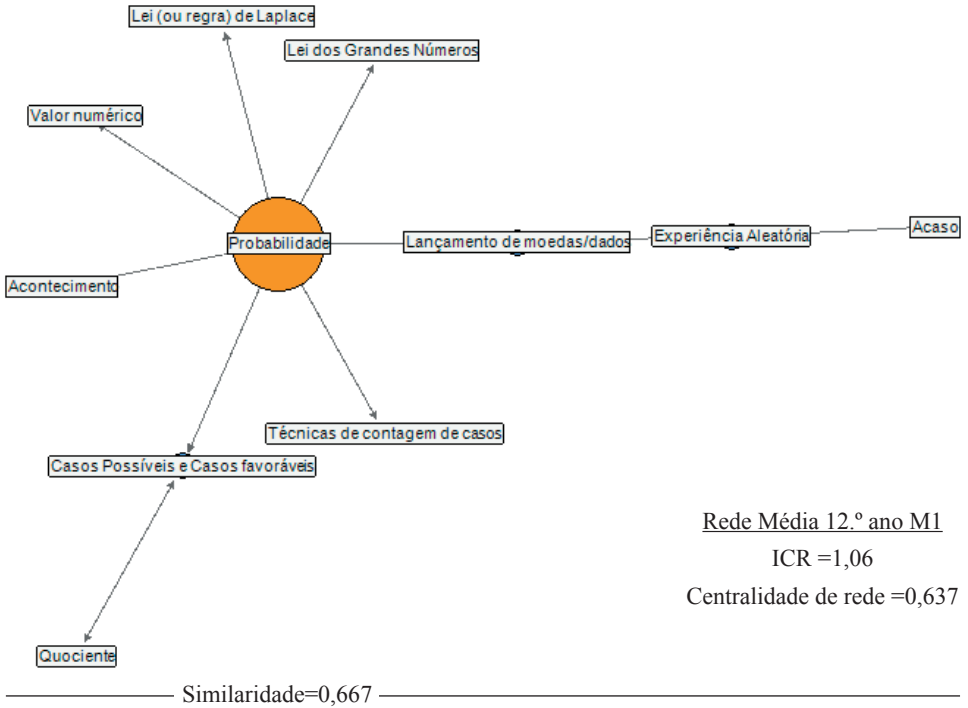 Lei (ou regra) de Laplace
Lei dos Grandes Números
Valor numérico
Probabilidade
Lançamento de moedas/dados
Experiência Aleatória
Acaso
Acontecimento
Técnicas de contagem de casos
Casos Possíveis e Casos favoráveis
Quociente
Rede Média 12.º ano M1
ICR =1,06
Centralidade de rede =0,637
Similaridade=0,667